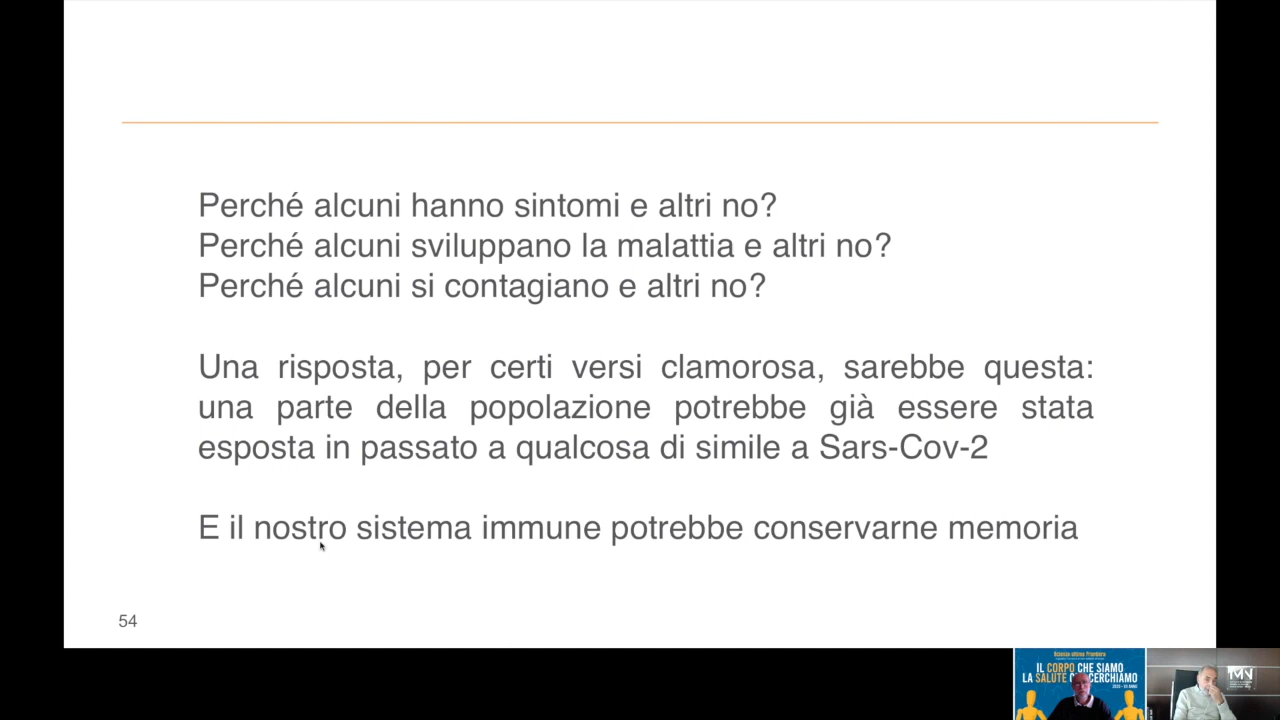 Perché alcuni hanno sintomi e altri no?
Perché alcuni sviluppano la malattia e altri no?
Perché alcuni si contagiano e altri no?
Una risposta, per certi versi clamorosa, sarebbe questa:
una parte della popolazione potrebbe già essere stata
esposta in passato a qualcosa di simile a Sars-Cov-2
E il nostro sistema immune potrebbe conservarne memoria
54
Scienza ultima frontiera
IL CORPO CHE SIAMO
LA SALUTE CERCHIAMO